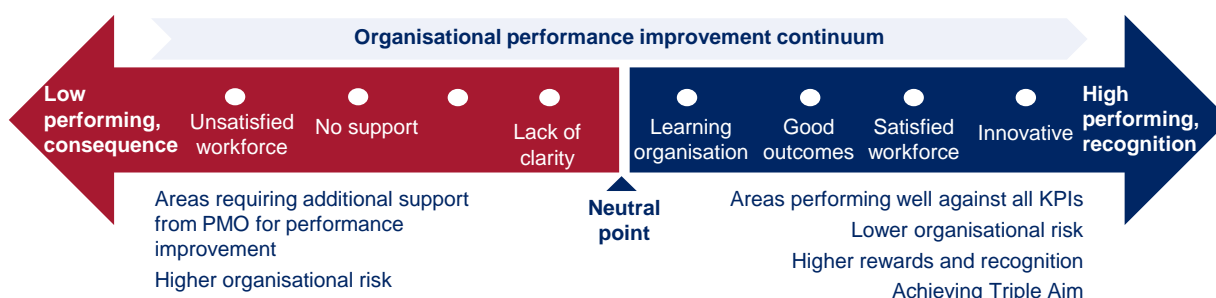 Organisational performance improvement continuum
Low
performing,
consequence
Unsatisfied
workforce
No support
Lack of
clarity
Learning
organisation
Good
outcomes
Satisfied
workforce
Innovative
High
performing,
recognition
Areas requiring additional support
from PMO for performance
improvement
Higher organisational risk
Neutral
point
Areas performing well against all KPIs
Lower organisational risk
Higher rewards and recognition
Achieving Triple Aim